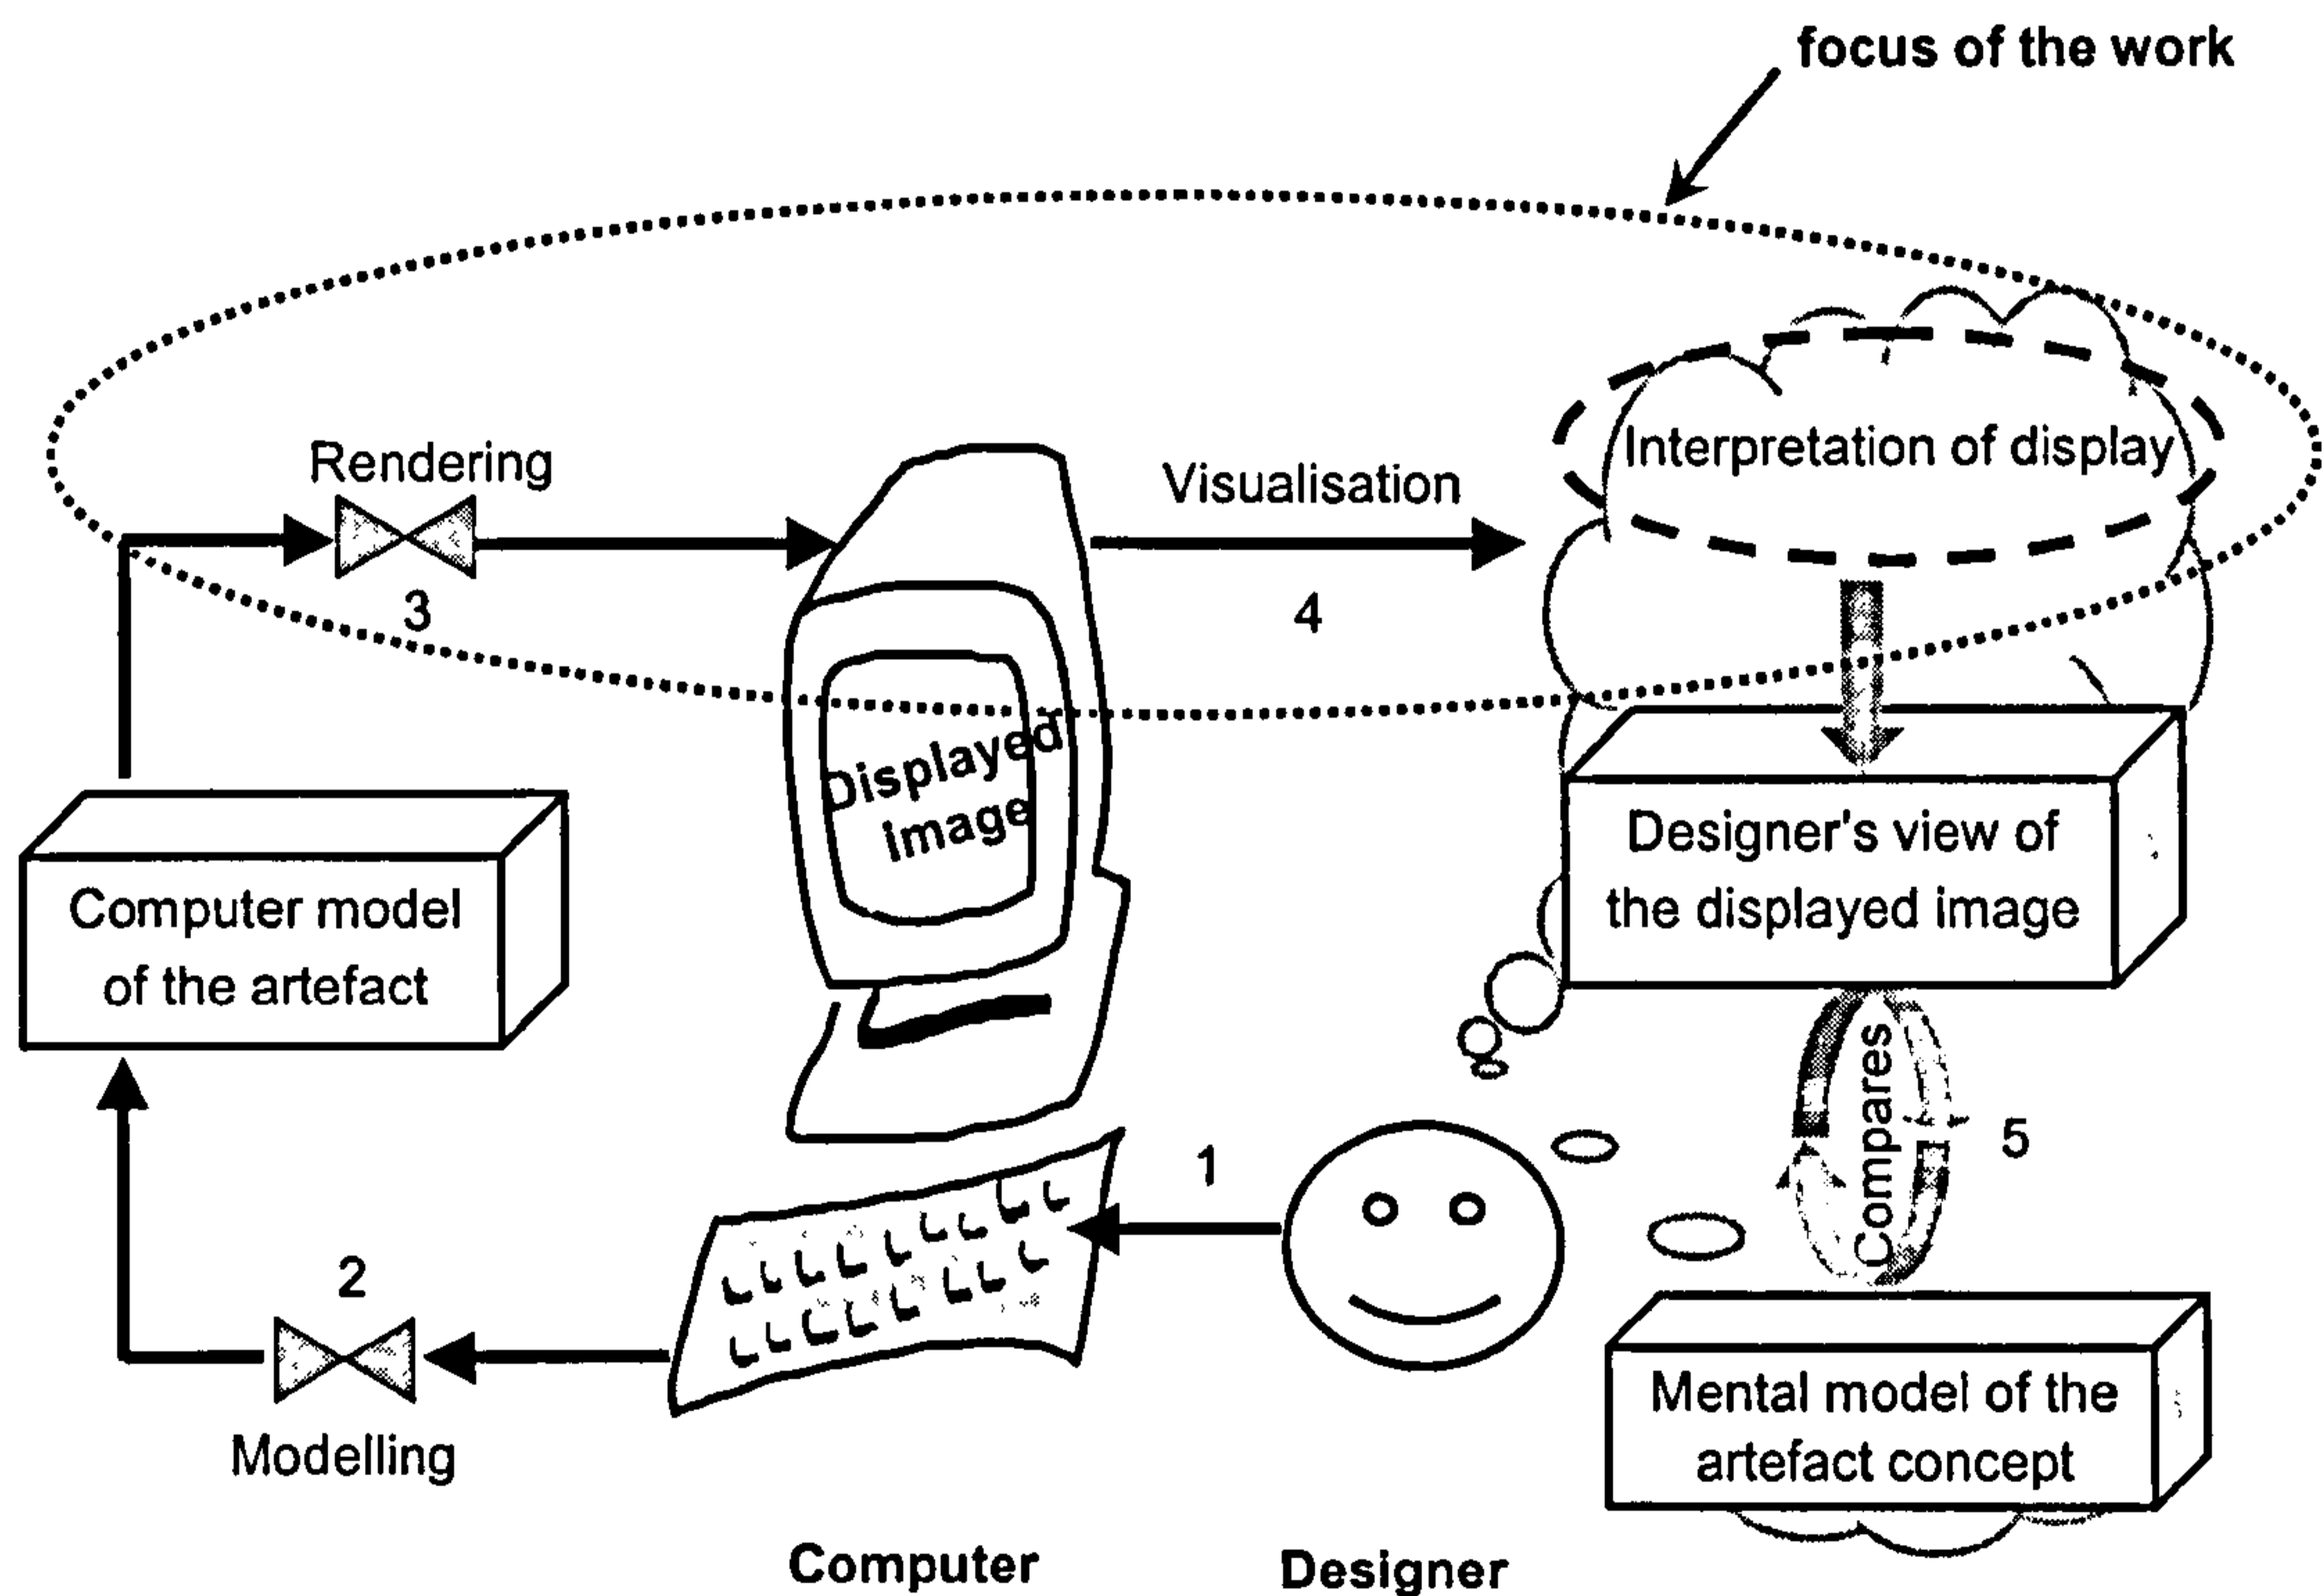 focus of the work
Rendering
3
Visualisation
4
Interpretation of display
Displayed
image
Designer's view of
the displayed image
Computer model
of the artefact
Compares
5
1
2
Modelling
Mental model of the
artefact concept
Computer
Designer